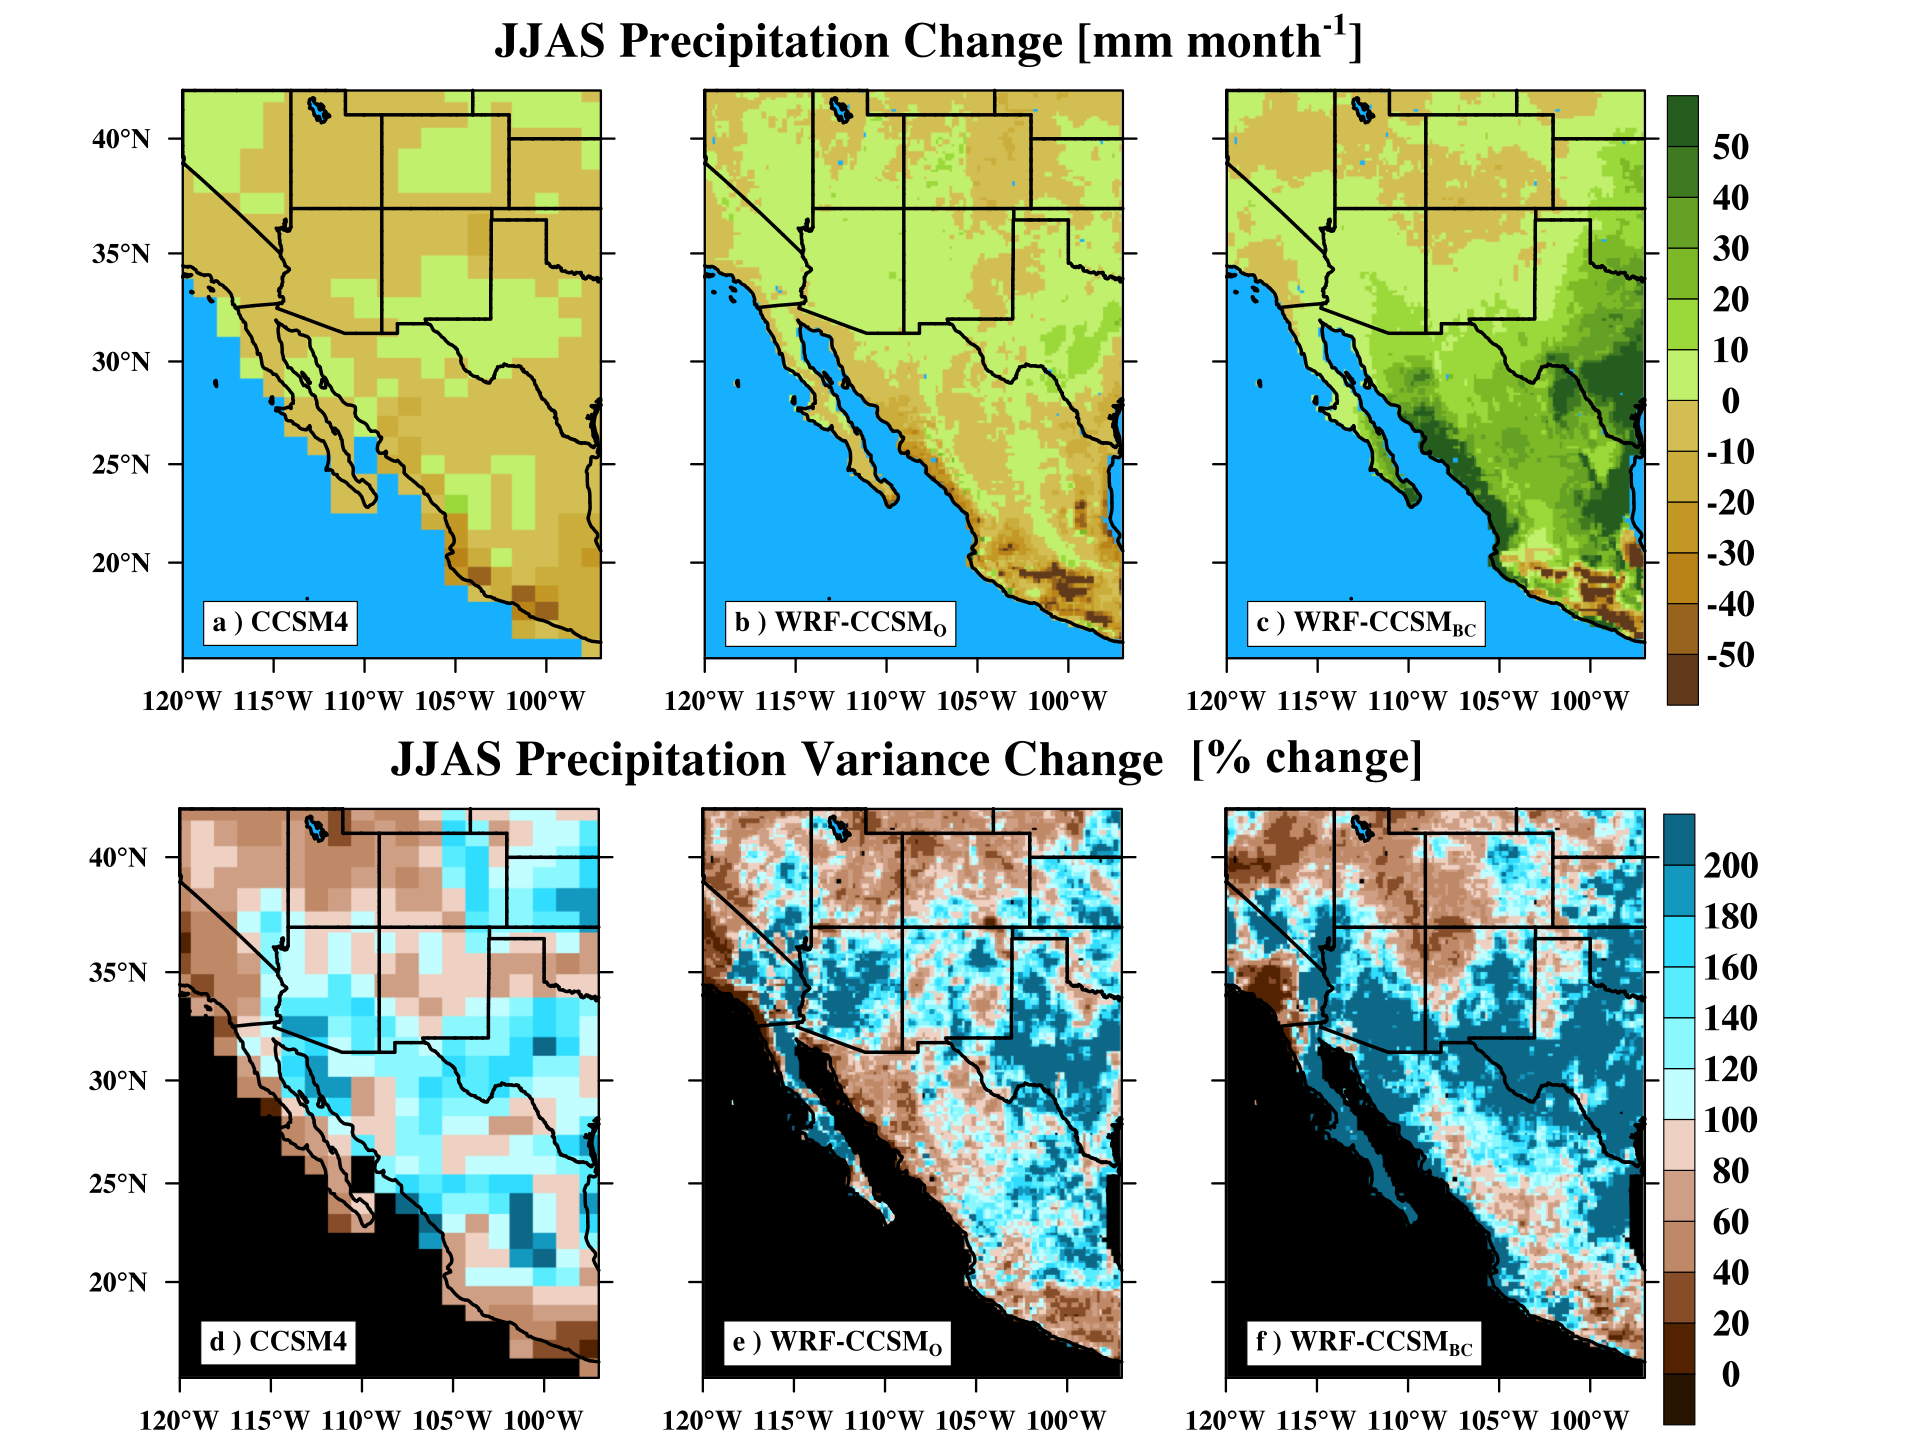 JJAS Precipitation Change [mm month-1]
40°N
35°N
30°N
25°N
20°N
a ) CCSM4
b ) WRF-CCSMO
c ) WRF-CCSMBC
50
40
30
20
10
0
-10
-20
-30
-40
-50
120°W 115°W 110°W 105°W 100°W
120°W 115°W 110°W 105°W 100°W
120°W 115°W 110°W 105°W 100°W
JJAS Precipitation Variance Change [% change]
40°N
35°N
30°N
25°N
20°N
d ) CCSM4
e ) WRF-CCSMO
f ) WRF-CCSMBC
200
180
160
140
120
100
80
60
40
20
0
120°W 115°W 110°W 105°W 100°W
120°W 115°W 110°W 105°W 100°W
120°W 115°W 110°W 105°W 100°W